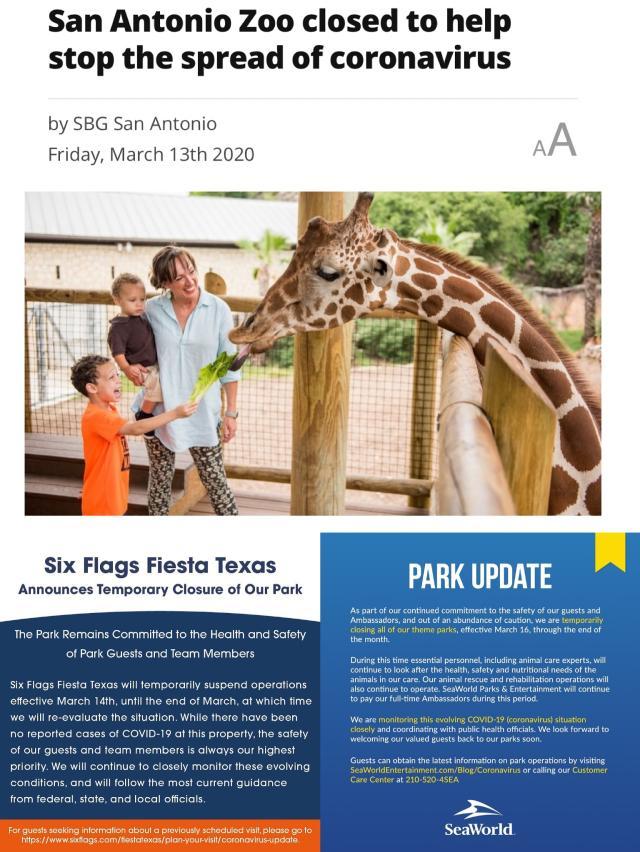 San Antonio Zoo closed to help
stop the spread of coronavirus
by SBG San Antonio
Friday, March 13th 2020
AA
Six Flags Fiesta Texas
Announces Temporary Closure of Our Park
The Park Remains Committed to the Health and Safety
of Park Guests and Team Members
Six Flags Fiesta Texas will temporarily suspend operations
effective March 14th, until the end of March, at which time
we will re-evaluate the situation. While there have been
no reported cases of COVID-19 at this property, the safety
of our guests and team members is always our highest
priority. We will continue to closely monitor these evolving
conditions, and will follow the most current guidance
from federal, state, and local officials.
For guests seeking information about a previously scheduled visit, please go to
https://www.sixflags.com/fiestatexas/plan-your-visit/coronavirus-update.
PARK UPDATE
As part of our continued commitment to the safety of our guests and
Ambassadors, and out of an abundance of caution, we are temporarily
closing all of our theme parks, effective March 16, through the end of
the month.
During this time essential personnel, including animal care experts, will
continue to look after the health, safety and nutritional needs of the
animals in our care. Our animal rescue and rehabilitation operations will
also continue to operate. SeaWorld Parks & Entertainment will continue
to pay our full-time Ambassadors during this period.
We are monitoring this evolving COVID-19 (coronavirus) situation
closely and coordinating with public health officials. We look forward to
welcoming our valued guests back to our parks soon.
Guests can obtain the latest information on park operations by visiting
SeaWorldEntertainment.com/Blog/Coronavirus or calling our Customer
Care Center at 210-520-4SEA
SeaWorld